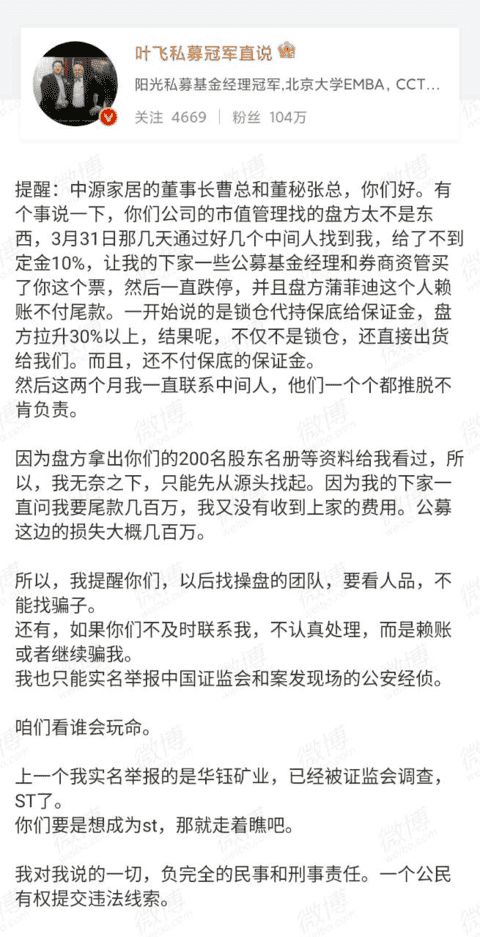 叶飞私募冠军直说
阳光私募基金经理冠军,北京大学EMBA，CCT...
关注 4669 粉丝 104万
提醒：中源家居的董事长曹总和董秘张总，你们好。有
个事说一下，你们公司的市值管理找的盘方太不是东
西，3月31日那几天通过好几个中间人找到我，给了不到
定金10%，让我的下家一些公募基金经理和券商资管买
了你这个票，然后一直跌停，并且盘方蒲菲迪这个人赖
账不付尾款。一开始说的是锁仓代持保底给保证金，盘
方拉升30%以上，结果呢，不仅不是锁仓，还直接出货
给我们。而且，还不付保底的保证金。
然后这两个月我一直联系中间人，他们一个个都推脱不
肯负责。
因为盘方拿出你们的200名股东名册等资料给我看过，所
以，我无奈之下，只能先从源头找起。因为我的下家一
直问我要尾款几百万，我又没有收到上家的费用。公募
这边的损失大概几百万。
所以，我提醒你们，以后找操盘的团队，要看人品，不
能找骗子。
还有，如果你们不及时联系我，不认真处理，而是赖账
或者继续骗我。
我也只能实名举报中国证监会和案发现场的公安经侦。
咱们看谁会玩命。
上一个我实名举报的是华钰矿业，已经被证监会调查，
ST了。
你们要是想成为st，那就走着瞧吧。
我对我说的一切，负完全的民事和刑事责任。一个公民
有权提交违法线索。